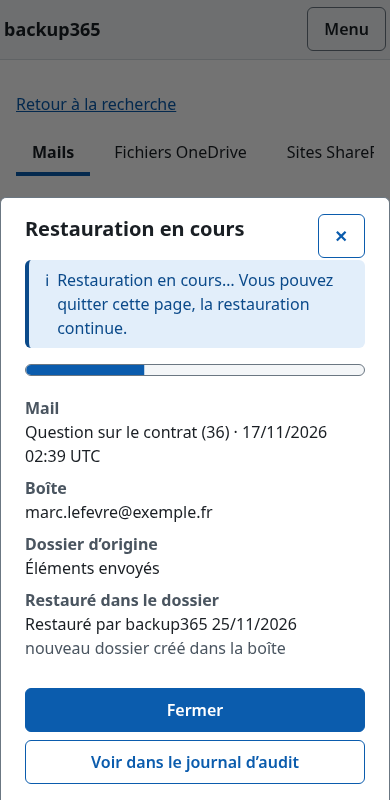 backup365
Menu
Retour à la recherche
Mails
Fichiers OneDrive
Sites ShareP
Restauration en cours
×
i Restauration en cours… Vous pouvez
quitter cette page, la restauration
continue.
Mail
Question sur le contrat (36) · 17/11/2026
02:39 UTC
Boîte
marc.lefevre@exemple.fr
Dossier d’origine
Éléments envoyés
Restauré dans le dossier
Restauré par backup365 25/11/2026
nouveau dossier créé dans la boîte
Fermer
Voir dans le journal d’audit